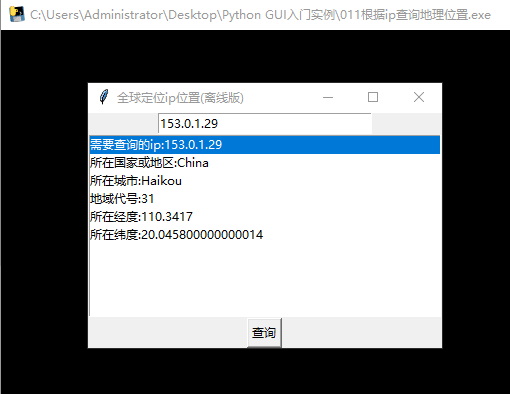 C:\Users\Administrator\Desktop\Python GUI入门实例\011根据ip查询地理位置.exe
全球定位ip位置(离线版)
153.0.1.29
需要查询的ip:153.0.1.29
所在国家或地区:China
所在城市:Haikou
地域代号:31
所在经度:110.3417
所在纬度:20.045800000000014
查询